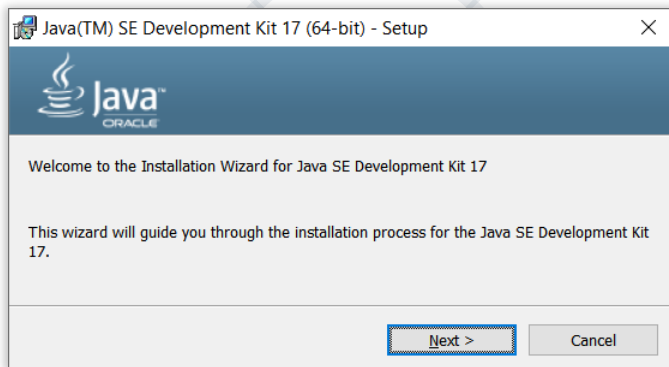 Java(TM) SE Development Kit 17 (64-bit) - Setup
Java™
ORACLE
Welcome to the Installation Wizard for Java SE Development Kit 17
This wizard will guide you through the installation process for the Java SE Development Kit
17.
Next >
Cancel